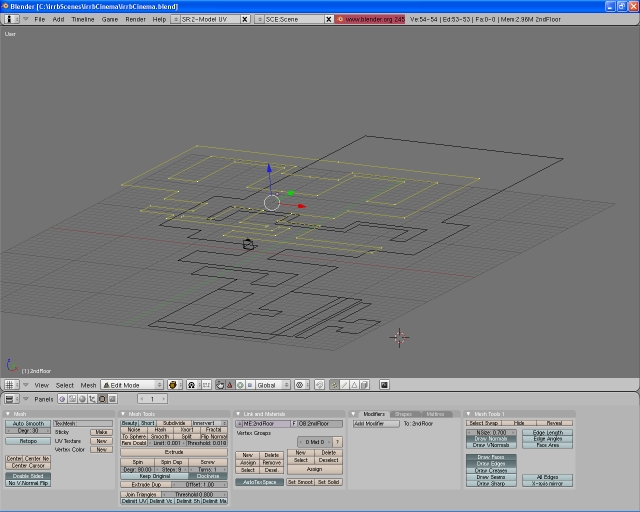 Blender [C:\irrbScenes\irrbCinema\irrbCinema.blend]
File Add Timeline Game Render Help SR:2-Model UV SCE:Scene www.blender.org 245 Ve:54-54 | Ed:53-53 | Fa:0-0 | Mem:2.96M 2ndFloor
User
(1) 2ndFloor
View Select Mesh Edit Mode Global
Panels 1
Mesh
Auto Smooth
Degr: 30
Retopo
Center Center Ne
Center Cursor
Double Sided
No V.Normal Flip
TexMesh:
Sticky Make
UV Texture New
Vertex Color New
Mesh Tools
Beauty Short Subdivide Innervert
Noise Hash Xsort Fractal
To Sphere Smooth Split Flip Norma
Rem Doubl Limit: 0.001 Threshold: 0.018
Extrude
Spin Spin Dup Screw
Degr: 90.00 Steps: 9 Turns: 1
Keep Original Clockwise
Extrude Dup Offset: 1.00
Join Triangles Threshold 0.800
Delimit UV Delimit Vc Delimit Sh Delimit Ma
Link and Materials
ME:2ndFloor F OB:2ndFloor
Vertex Groups
0 Mat 0 ?
New Delete New Delete
Assign Remove Select Deselect
Select Desel. Assign
AutoTexSpace Set Smoot Set Solid
Modifiers Shapes Multires
Add Modifier To: 2ndFloor
Mesh Tools 1
Select Swap Hide Reveal
NSize: 0.700
Draw Normals
Draw VNormals
Edge Length
Edge Angles
Face Area
Draw Faces
Draw Edges
Draw Creases
Draw Seams
Draw Sharp
All Edges
X-axis mirror